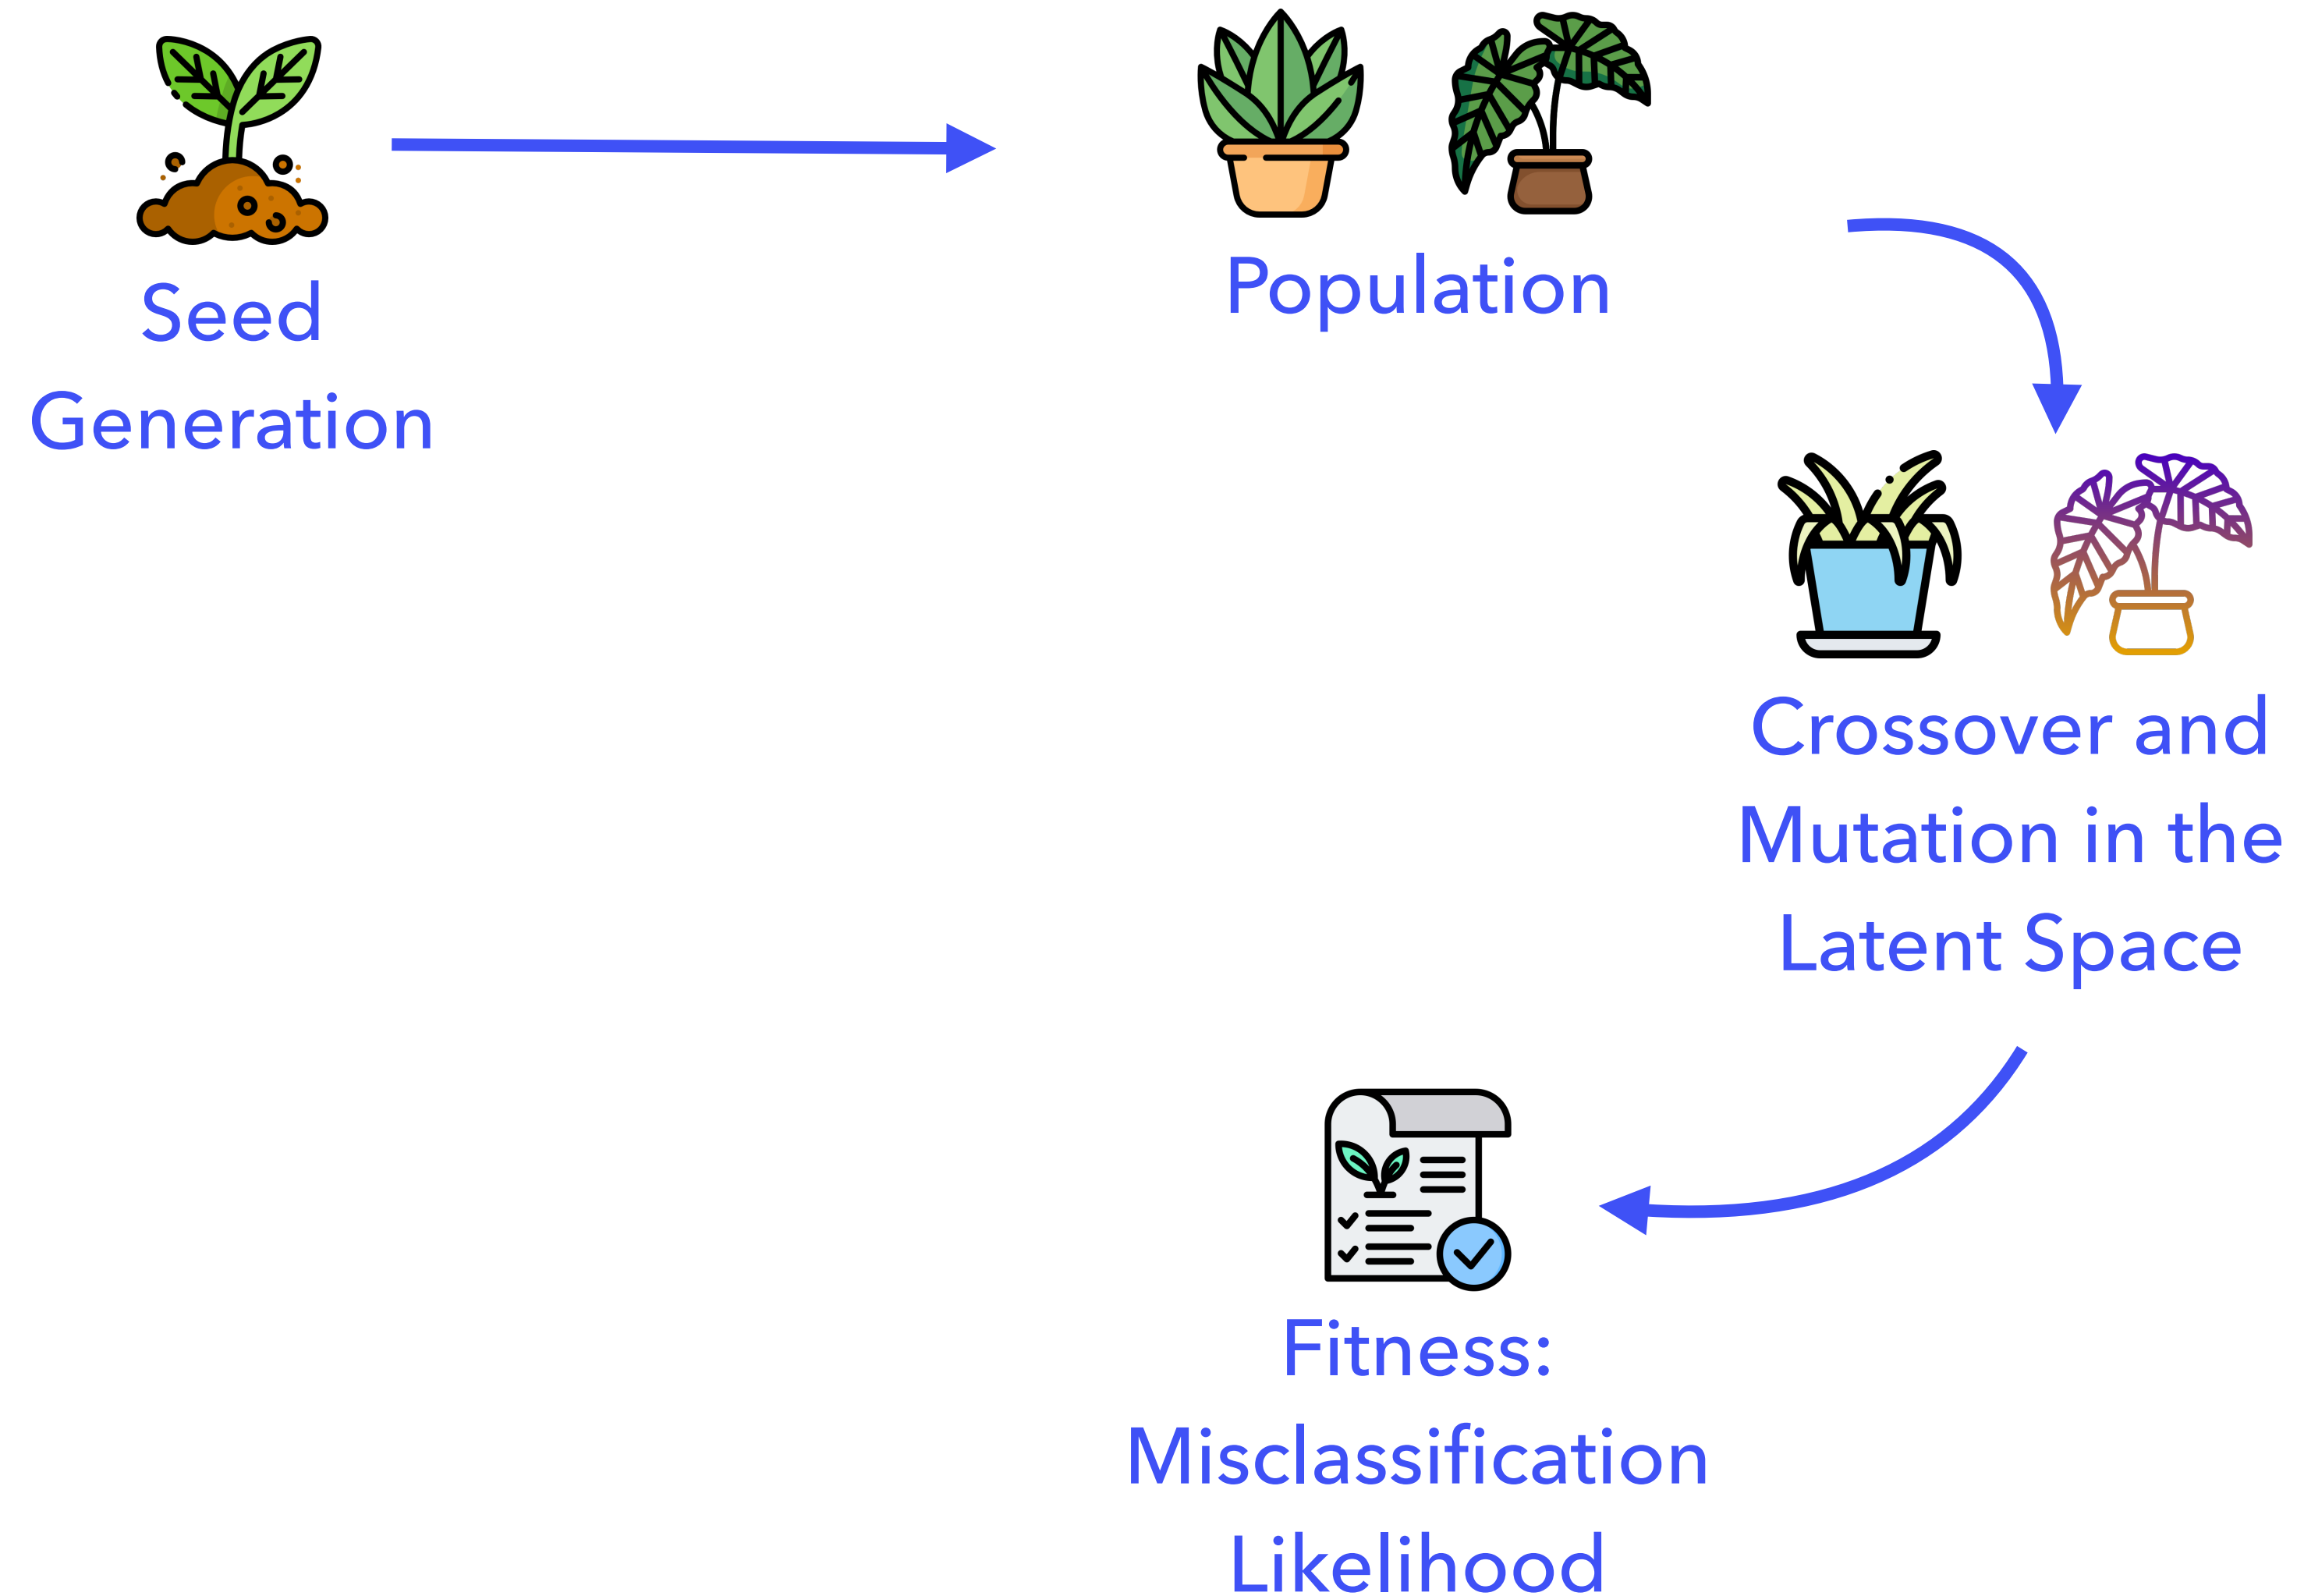 Seed
Generation
Population
Crossover and
Mutation in the
Latent Space
Fitness:
Misclassification
Likelihood